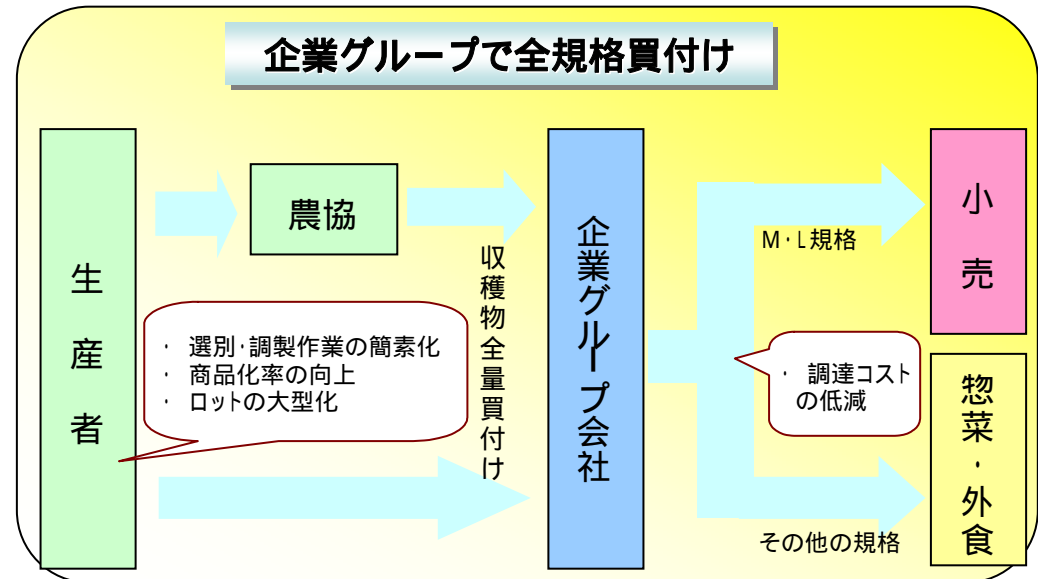 企業グループで全規格買付け
生産者
農協
収穫物全量買付け
・ 選別・調製作業の簡素化
・ 商品化率の向上
・ ロットの大型化
企業グループ会社
M・L規格
小売
・ 調達コスト
の低減
惣菜・外食
その他の規格